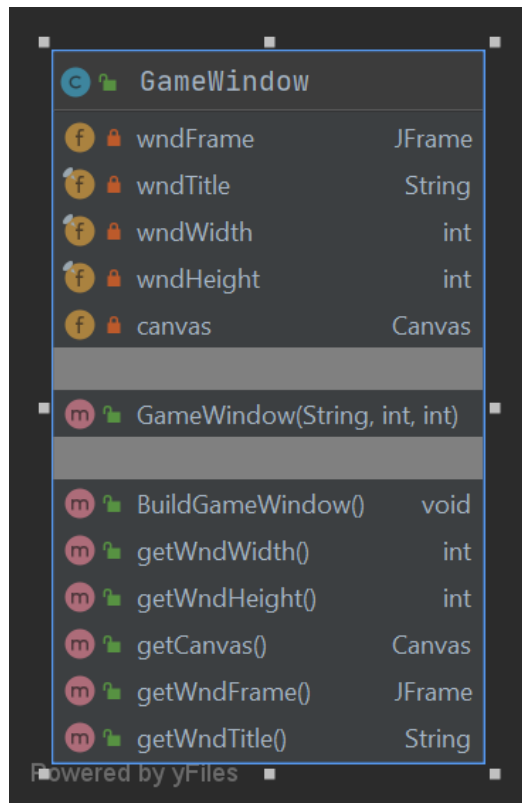 C GameWindow
f wndFrame JFrame
f wndTitle String
f wndWidth int
f wndHeight int
f canvas Canvas
m GameWindow(String, int, int)
m BuildGameWindow() void
m getWndWidth() int
m getWndHeight() int
m getCanvas() Canvas
m getWndFrame() JFrame
m getWndTitle() String
Powered by yFiles